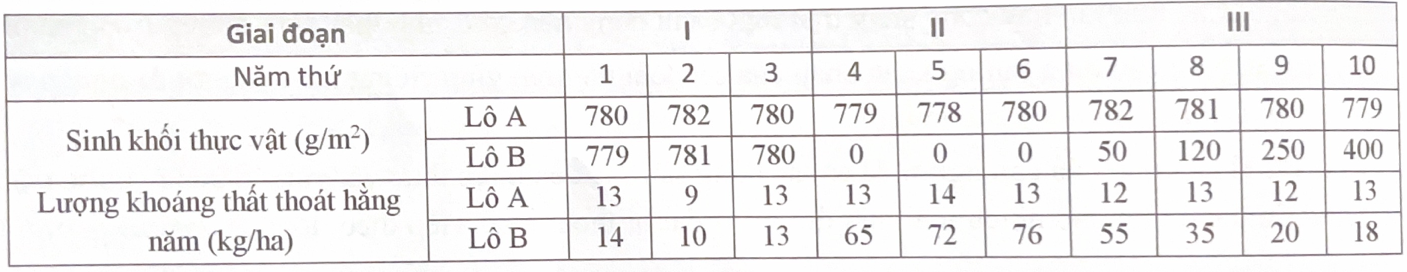 Giai đoạn I II III
Năm thứ 1 2 3 4 5 6 7 8 9 10
Sinh khối thực vật (g/m²) Lô A 780 782 780 779 778 780 782 781 780 779
Lô B 779 781 780 0 0 0 50 120 250 400
Lượng khoáng thất thoát hằng năm (kg/ha) Lô A 13 9 13 13 14 13 12 13 12 13
Lô B 14 10 13 65 72 76 55 35 20 18